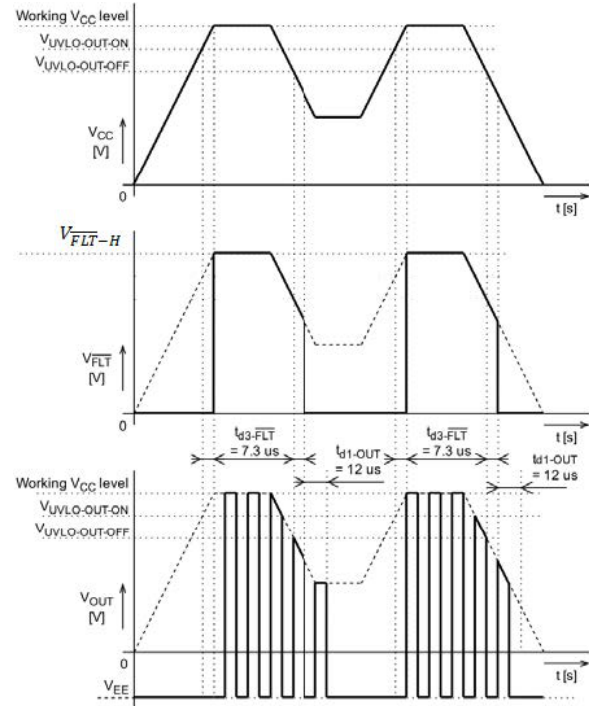 Working VCC level
VUVLO-OUT-ON
VUVLO-OUT-OFF
VCC
[V]
0
t [s]
VFLT-H
VFLT
[V]
0
t [s]
td3-FLT
= 7.3 us
td1-OUT
= 12 us
td3-FLT
= 7.3 us
td1-OUT
= 12 us
Working VCC level
VUVLO-OUT-ON
VUVLO-OUT-OFF
VOUT
[V]
0
t [s]
VEE